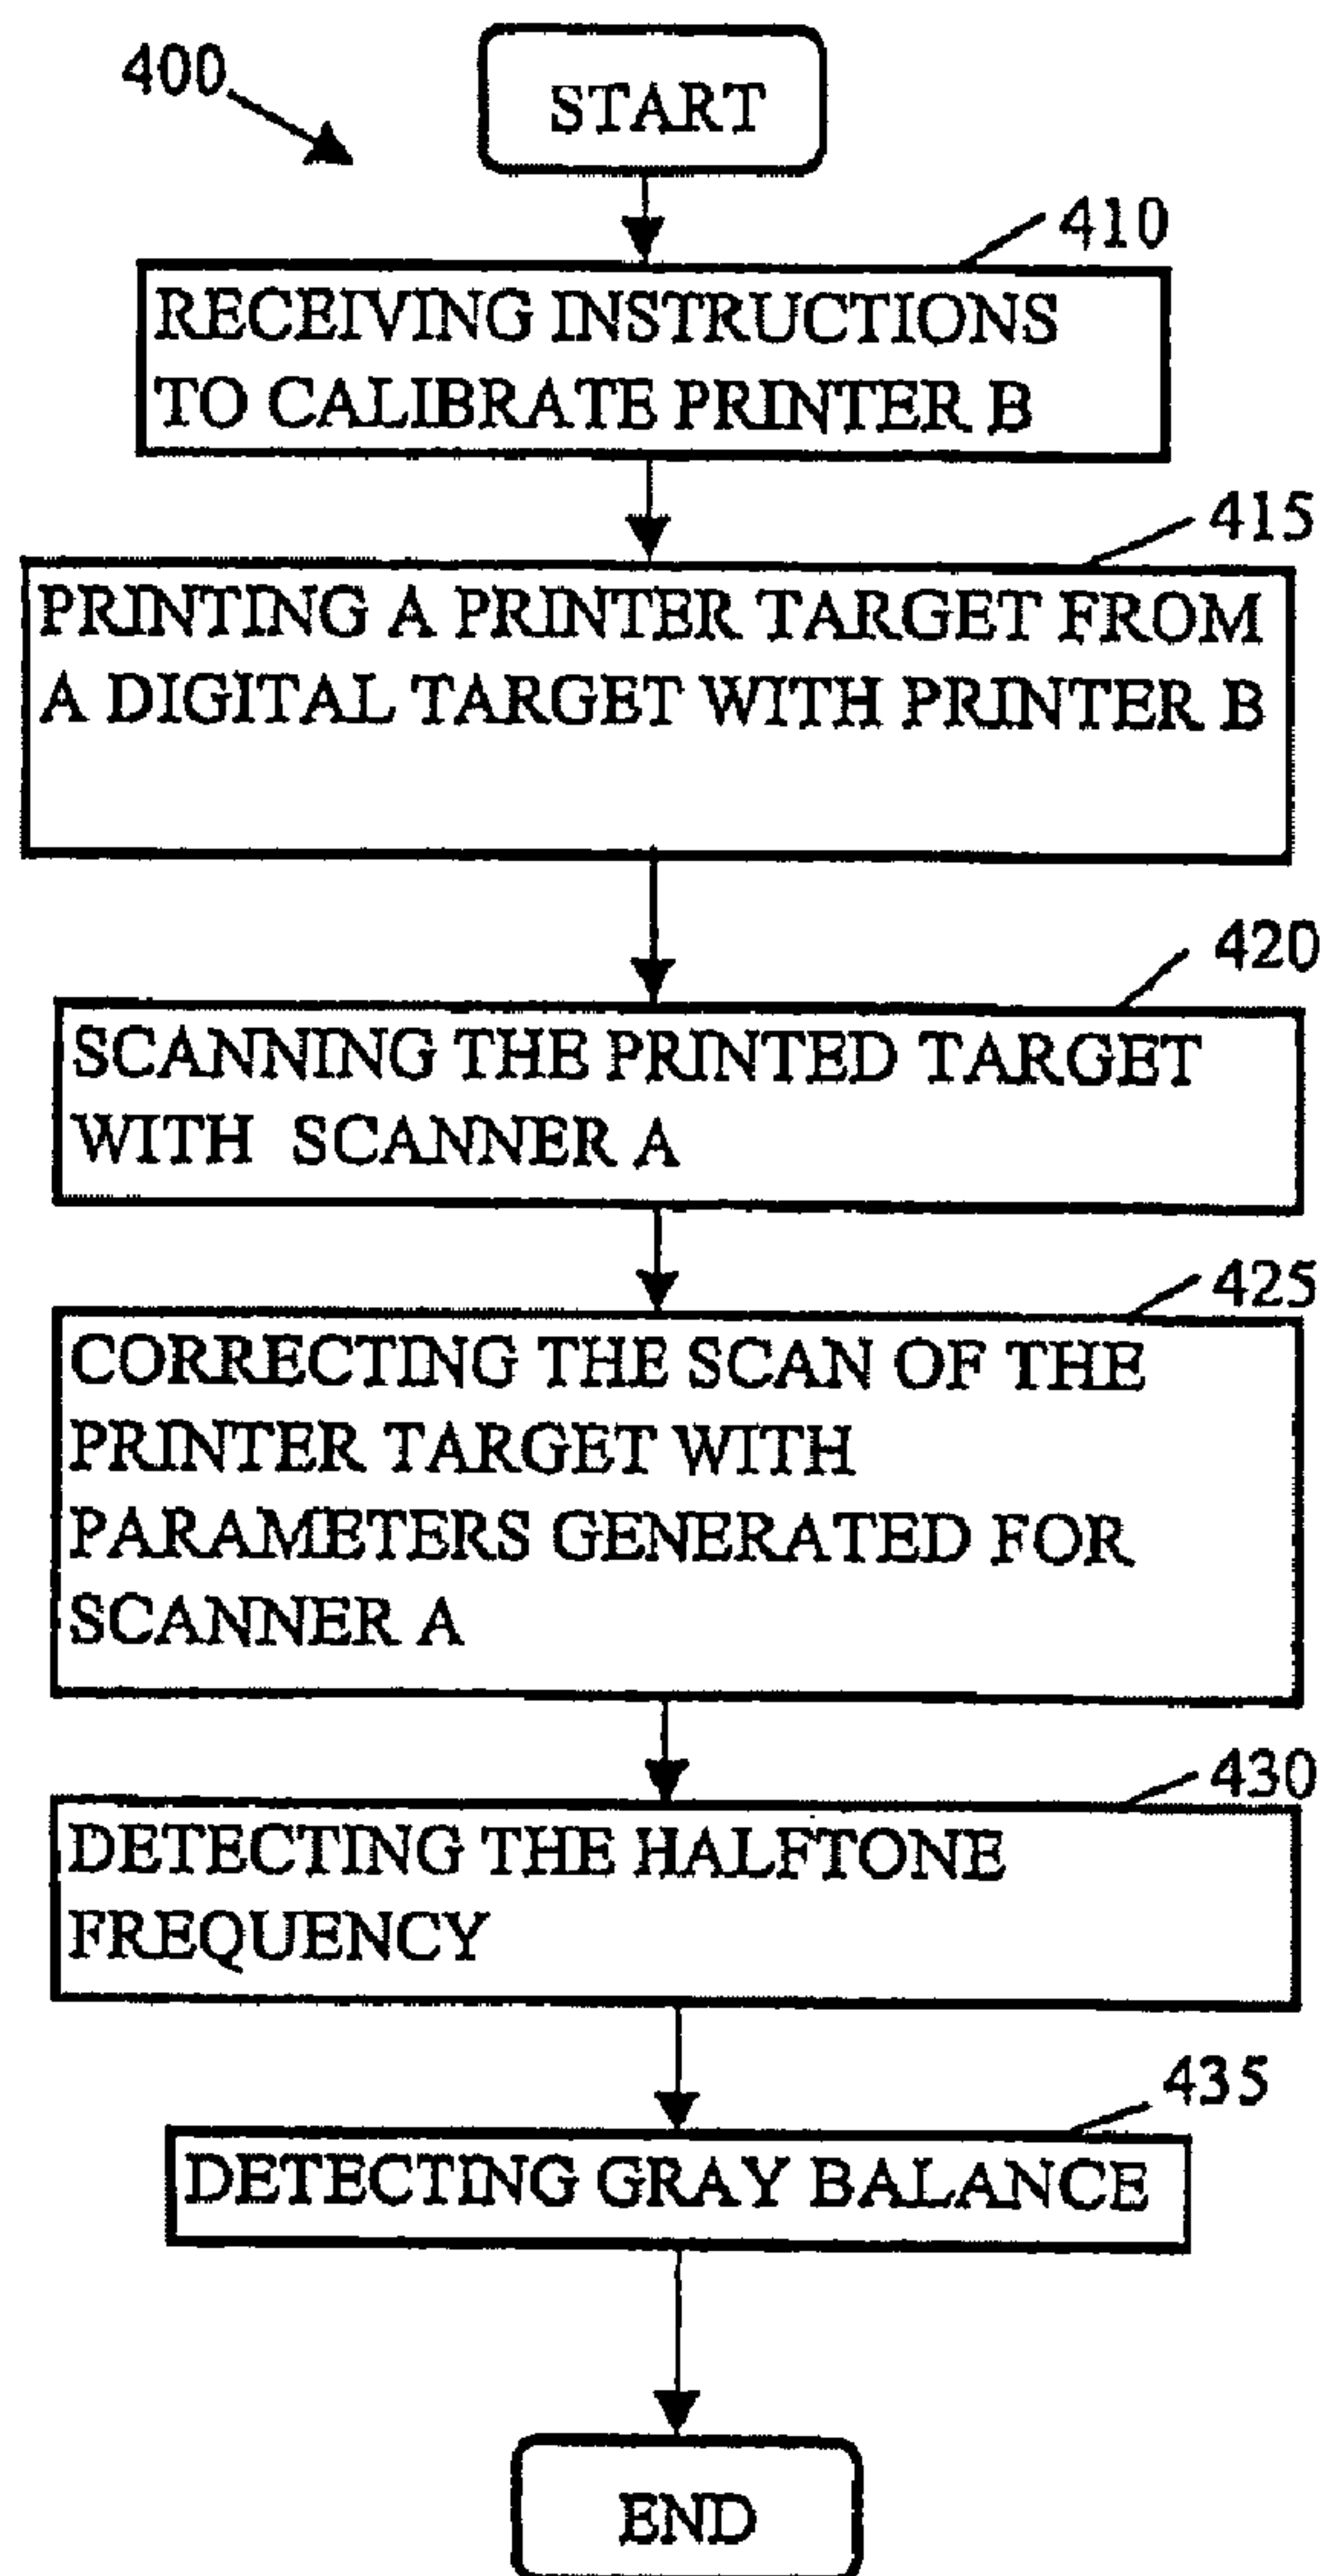 400
START
410
RECEIVING INSTRUCTIONS
TO CALIBRATE PRINTER B
415
PRINTING A PRINTER TARGET FROM
A DIGITAL TARGET WITH PRINTER B
420
SCANNING THE PRINTED TARGET
WITH SCANNER A
425
CORRECTING THE SCAN OF THE
PRINTER TARGET WITH
PARAMETERS GENERATED FOR
SCANNER A
430
DETECTING THE HALFTONE
FREQUENCY
435
DETECTING GRAY BALANCE
END